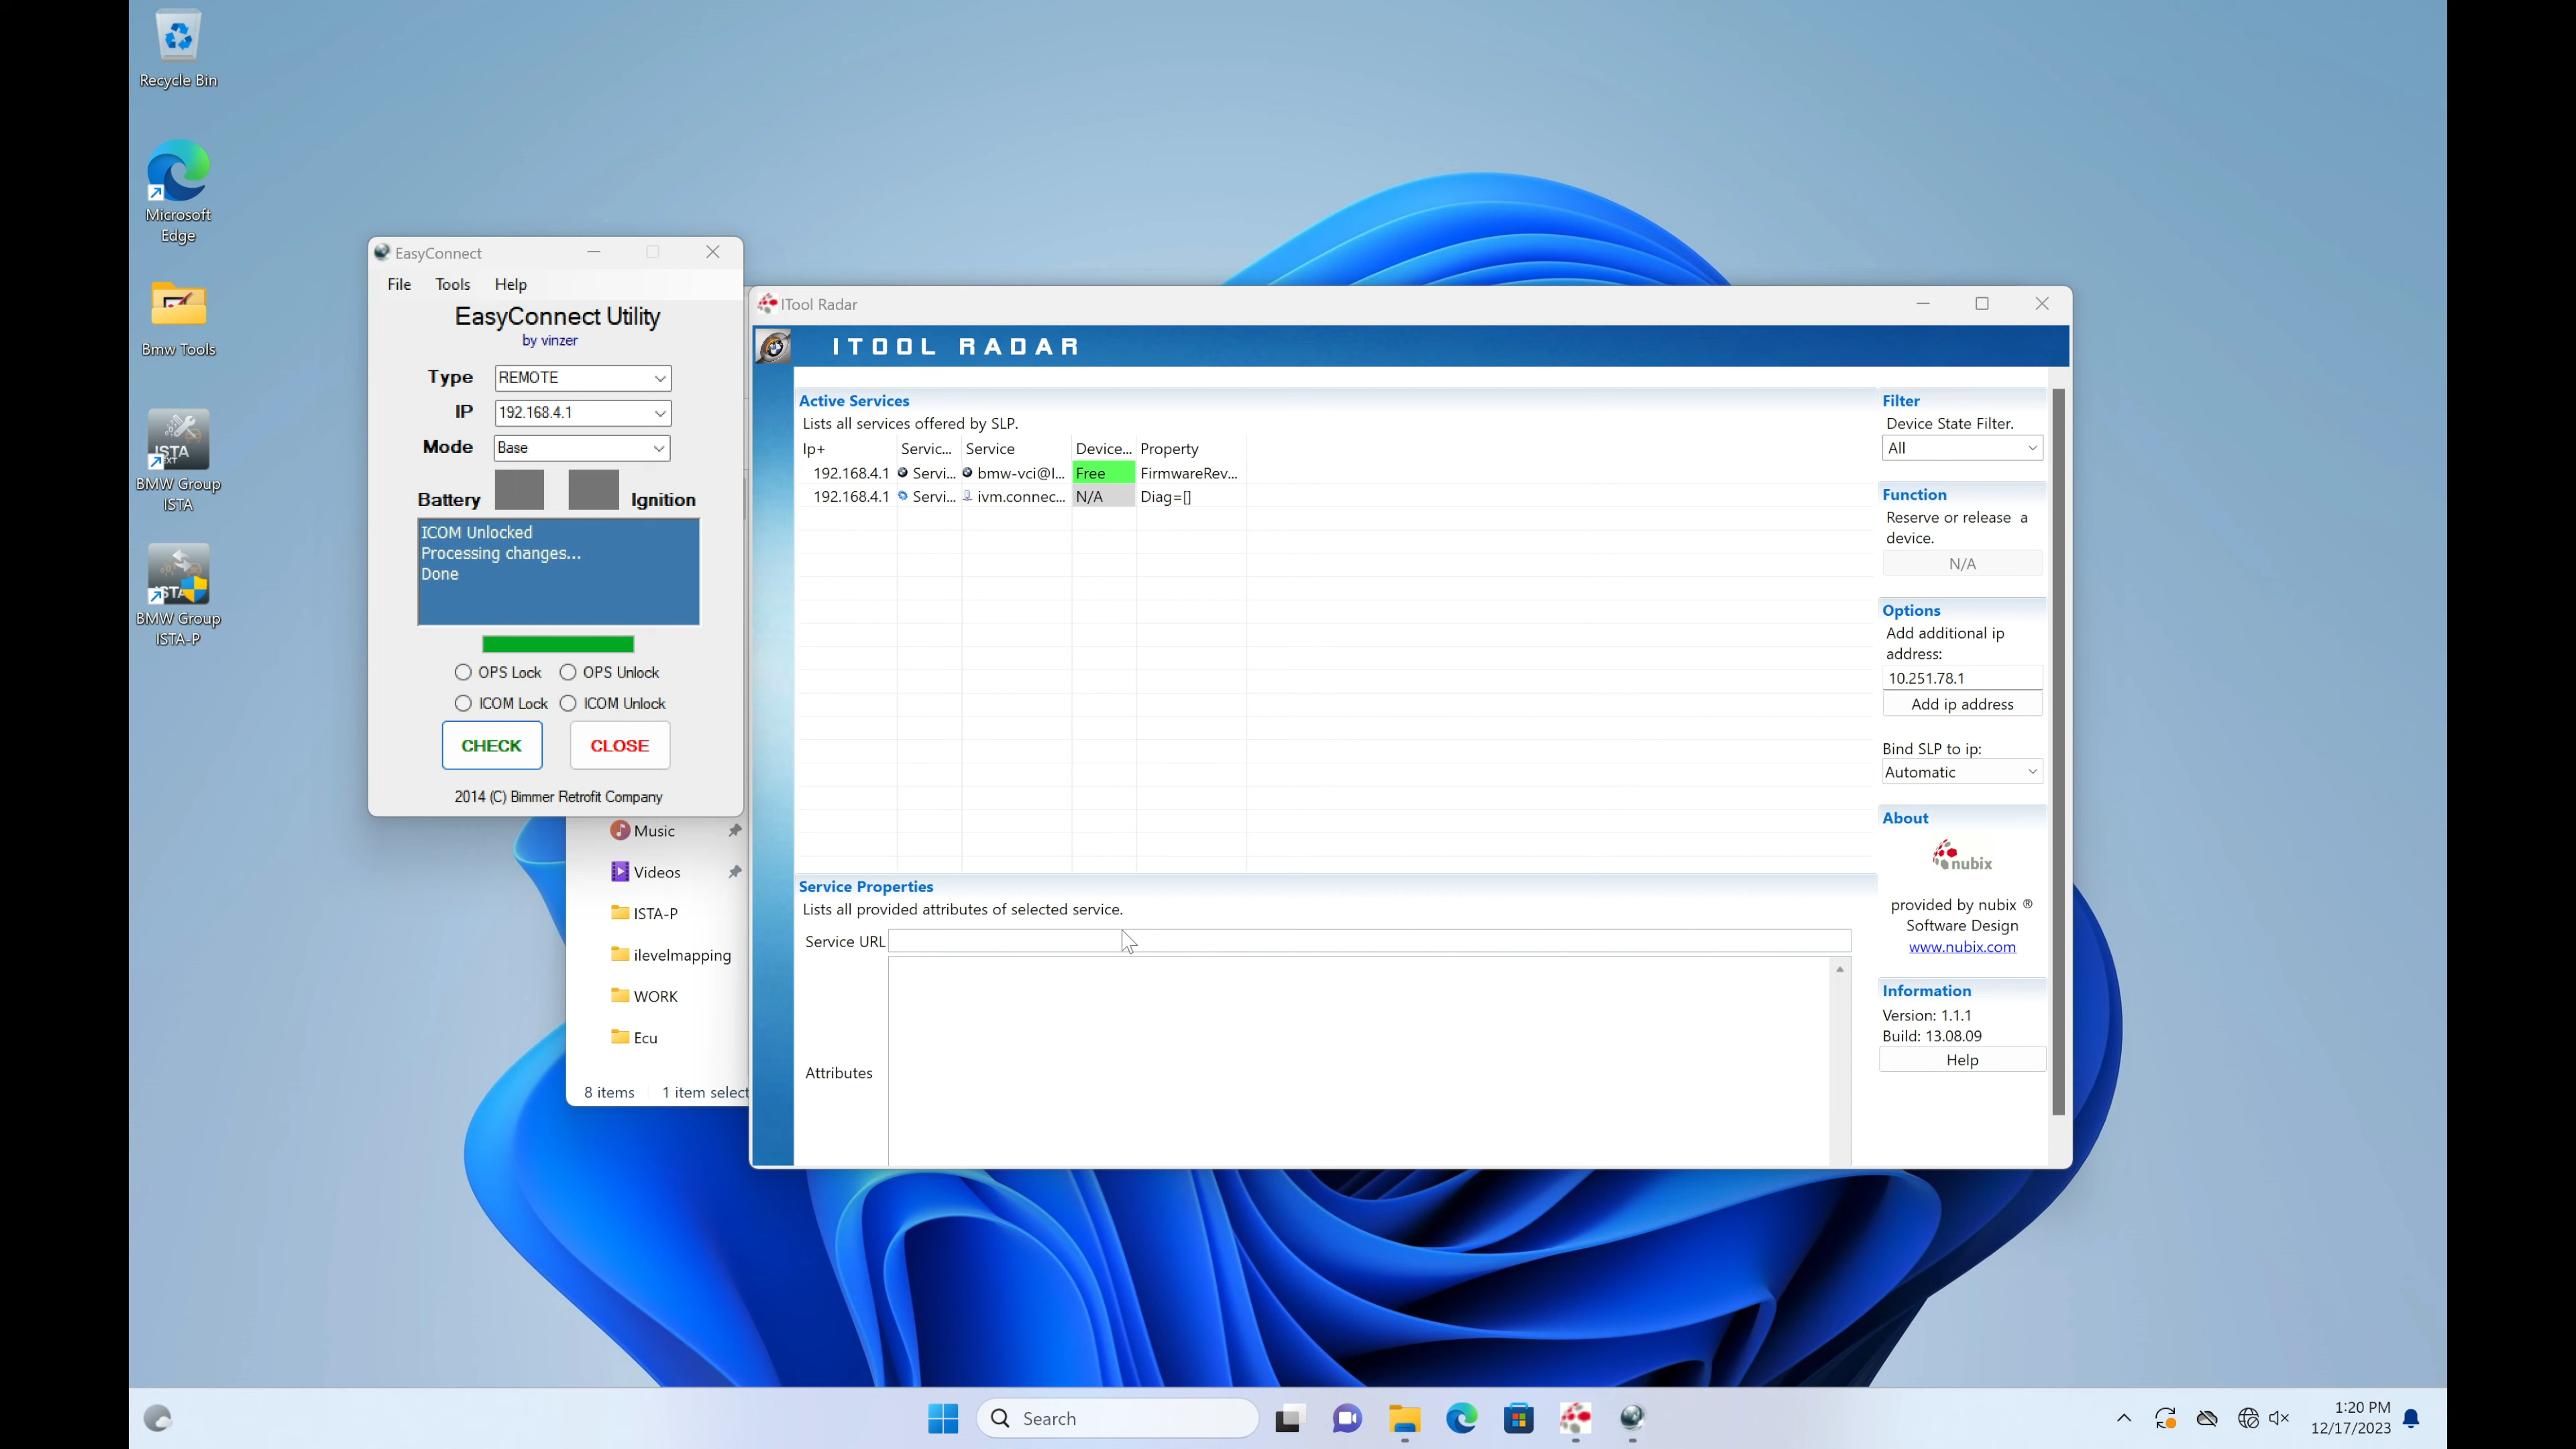 Recycle Bin
Microsoft
Edge
Bmw Tools
ISTA
BMW Group
ISTA
BMW Group
ISTA-P
EasyConnect
File Tools Help
EasyConnect Utility
by vinzer
Type REMOTE
IP 192.168.4.1
Mode Base
Battery Ignition
ICOM Unlocked
Processing changes...
Done
OPS Lock OPS Unlock
ICOM Lock ICOM Unlock
CHECK CLOSE
2014 (C) Bimmer Retrofit Company
Music
Videos
ISTA-P
ilevelmapping
WORK
Ecu
8 items 1 item select
ITool Radar
ITOOL RADAR
Active Services
Lists all services offered by SLP.
Ip+ Servic... Service Device... Property
192.168.4.1 Servi... bmw-vci@I... Free FirmwareRev...
192.168.4.1 Servi... ivm.connec... N/A Diag=[]
Service Properties
Lists all provided attributes of selected service.
Service URL
Attributes
Filter
Device State Filter.
All
Function
Reserve or release a
device.
N/A
Options
Add additional ip
address:
10.251.78.1
Add ip address
Bind SLP to ip:
Automatic
About
nubix
provided by nubix ®
Software Design
www.nubix.com
Information
Version: 1.1.1
Build: 13.08.09
Help
Search
1:20 PM
12/17/2023